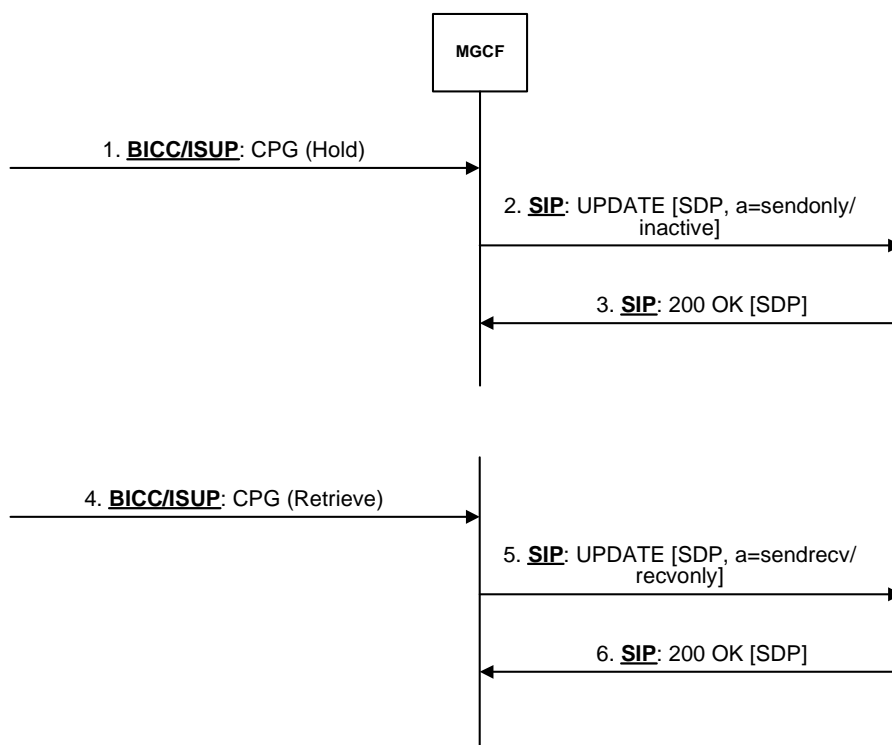 MGCF
1. BICC/ISUP: CPG (Hold)
2. SIP: UPDATE [SDP, a=sendonly/
inactive]
3. SIP: 200 OK [SDP]
4. BICC/ISUP: CPG (Retrieve)
5. SIP: UPDATE [SDP, a=sendrecv/
recvonly]
6. SIP: 200 OK [SDP]